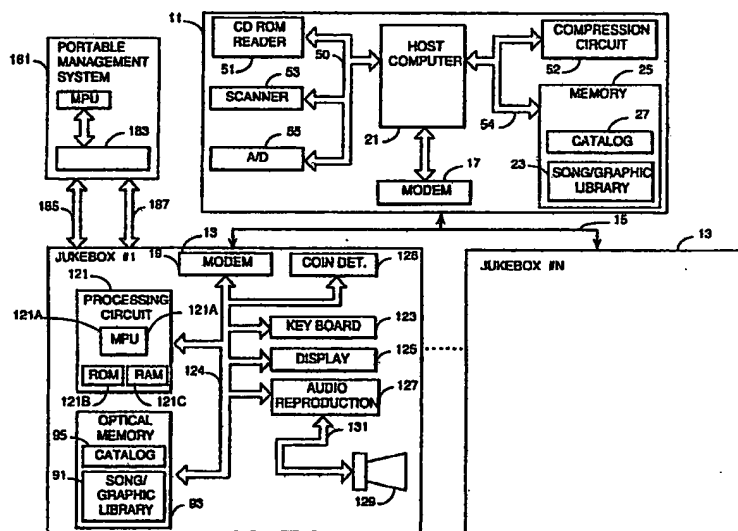 11
CD ROM
READER
51
50
53
SCANNER
55
A/D
HOST
COMPUTER
21
17
MODEM
COMPRESSION
CIRCUIT
52
25
MEMORY
54
27
CATALOG
23
SONG/GRAPHIC
LIBRARY
15
161
PORTABLE
MANAGEMENT
SYSTEM
MPU
183
185
187
JUKEBOX #1
13
19
MODEM
COIN DET.
126
121
PROCESSING
CIRCUIT
121A
121A
MPU
ROM
RAM
121B
121C
124
KEY BOARD
123
DISPLAY
125
AUDIO
REPRODUCTION
127
131
129
OPTICAL
MEMORY
95
CATALOG
91
SONG/
GRAPHIC
LIBRARY
93
13
JUKEBOX #N